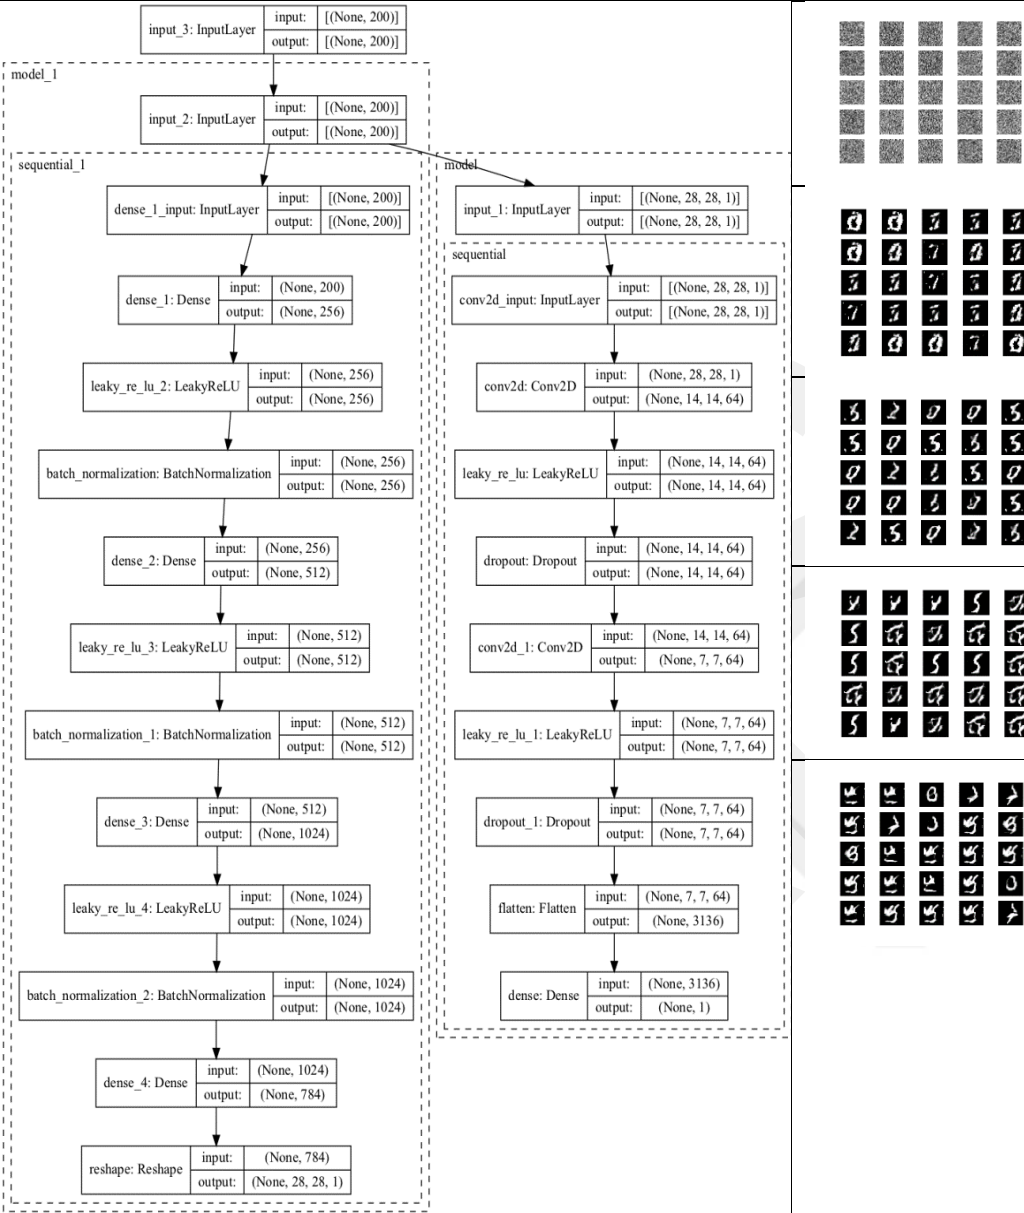 input_3: InputLayer
input: [(None, 200)]
output: [(None, 200)]
model_1
input_2: InputLayer
input: [(None, 200)]
output: [(None, 200)]
sequential_1
dense_1_input: InputLayer
input: [(None, 200)]
output: [(None, 200)]
dense_1: Dense
input: (None, 200)
output: (None, 256)
leaky_re_lu_2: LeakyReLU
input: (None, 256)
output: (None, 256)
batch_normalization: BatchNormalization
input: (None, 256)
output: (None, 256)
dense_2: Dense
input: (None, 256)
output: (None, 512)
leaky_re_lu_3: LeakyReLU
input: (None, 512)
output: (None, 512)
batch_normalization_1: BatchNormalization
input: (None, 512)
output: (None, 512)
dense_3: Dense
input: (None, 512)
output: (None, 1024)
leaky_re_lu_4: LeakyReLU
input: (None, 1024)
output: (None, 1024)
batch_normalization_2: BatchNormalization
input: (None, 1024)
output: (None, 1024)
dense_4: Dense
input: (None, 1024)
output: (None, 784)
reshape: Reshape
input: (None, 784)
output: (None, 28, 28, 1)
model
input_1: InputLayer
input: [(None, 28, 28, 1)]
output: [(None, 28, 28, 1)]
sequential
conv2d_input: InputLayer
input: [(None, 28, 28, 1)]
output: [(None, 28, 28, 1)]
conv2d: Conv2D
input: (None, 28, 28, 1)
output: (None, 14, 14, 64)
leaky_re_lu: LeakyReLU
input: (None, 14, 14, 64)
output: (None, 14, 14, 64)
dropout: Dropout
input: (None, 14, 14, 64)
output: (None, 14, 14, 64)
conv2d_1: Conv2D
input: (None, 14, 14, 64)
output: (None, 7, 7, 64)
leaky_re_lu_1: LeakyReLU
input: (None, 7, 7, 64)
output: (None, 7, 7, 64)
dropout_1: Dropout
input: (None, 7, 7, 64)
output: (None, 7, 7, 64)
flatten: Flatten
input: (None, 7, 7, 64)
output: (None, 3136)
dense: Dense
input: (None, 3136)
output: (None, 1)